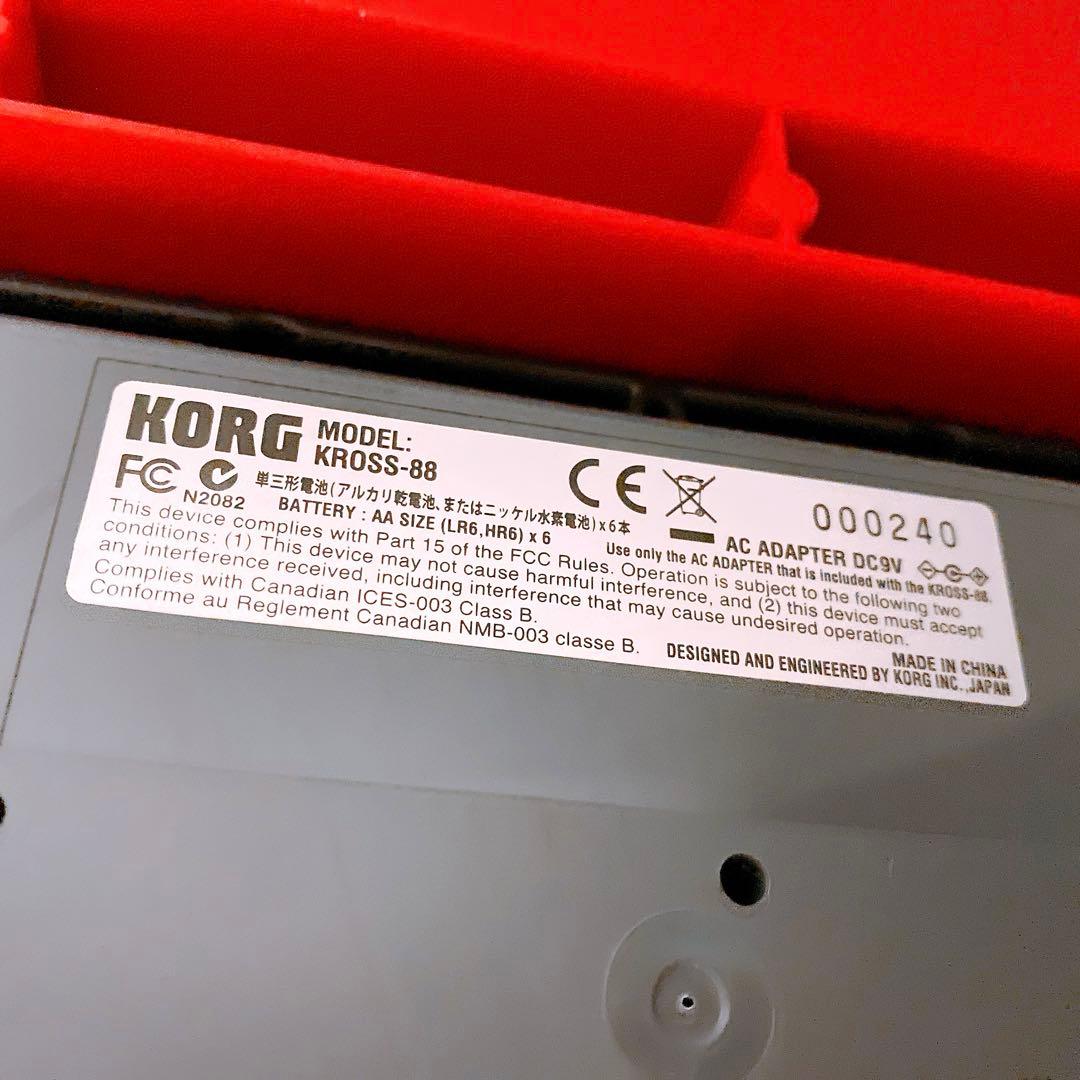 KORG MODEL:
KROSS-88
FC CE 000240
N2082
単三形電池(アルカリ乾電池、またはニッケル水素電池)x6本
BATTERY : AA SIZE (LR6,HR6) x 6
AC ADAPTER DC9V
Use only the AC ADAPTER that is included with the KROSS-88.
This device complies with Part 15 of the FCC Rules. Operation is subject to the following two
conditions: (1) This device may not cause harmful interference, and (2) this device must accept
any interference received, including interference that may cause undesired operation.
Complies with Canadian ICES-003 Class B.
Conforme au Reglement Canadian NMB-003 classe B.
MADE IN CHINA
DESIGNED AND ENGINEERED BY KORG INC.,JAPAN